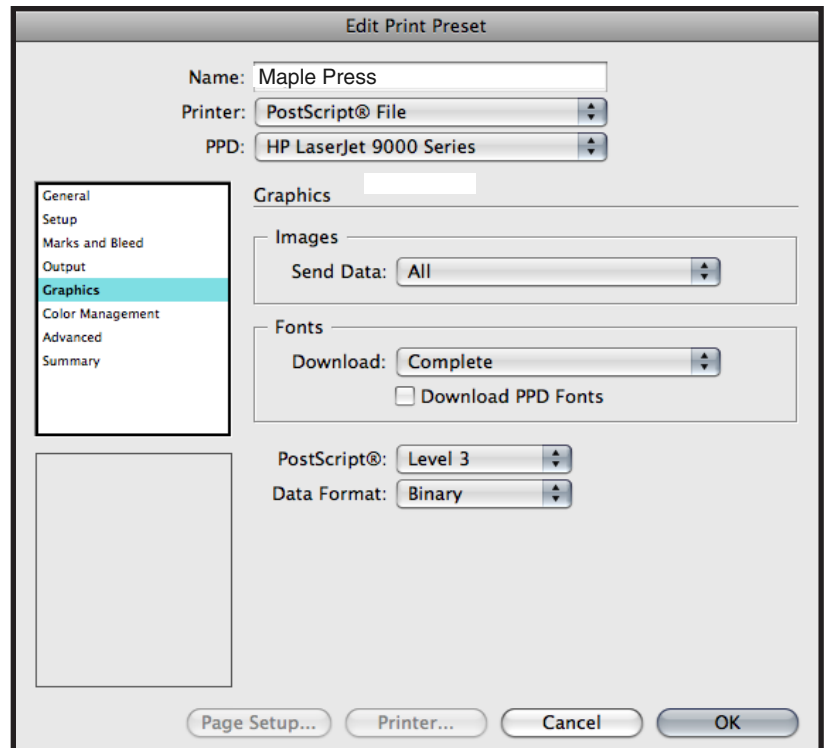 Edit Print Preset
Name: Maple Press
Printer: PostScript® File
PPD: HP LaserJet 9000 Series
General
Setup
Marks and Bleed
Output
Graphics
Color Management
Advanced
Summary
Graphics
Images
Send Data: All
Fonts
Download: Complete
Download PPD Fonts
PostScript®: Level 3
Data Format: Binary
Page Setup... Printer... Cancel OK